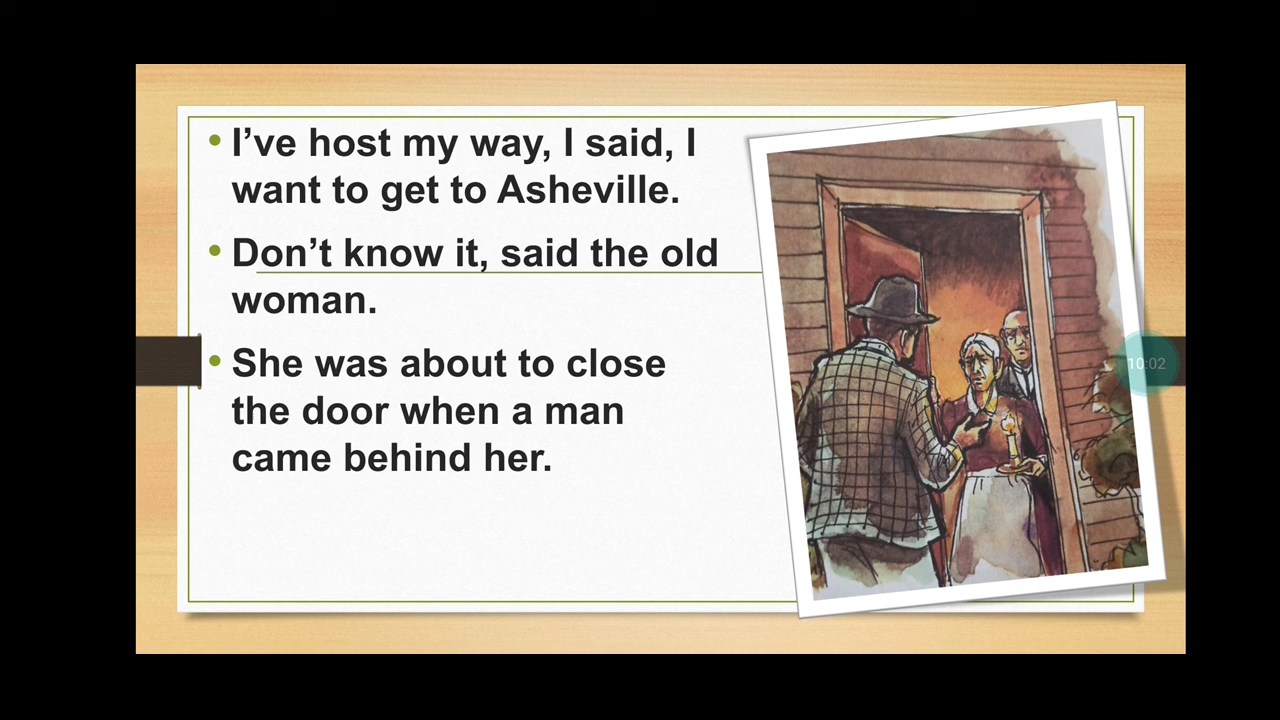 I’ve host my way, I said, I
want to get to Asheville.
Don’t know it, said the old
woman.
She was about to close
the door when a man
came behind her.
10:02